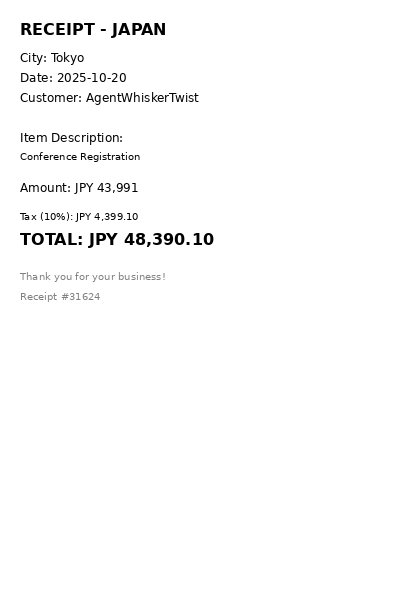 RECEIPT - JAPAN
City: Tokyo
Date: 2025-10-20
Customer: AgentWhiskerTwist
Item Description:
Conference Registration
Amount: JPY 43,991
Tax (10%): JPY 4,399.10
TOTAL: JPY 48,390.10
Thank you for your business!
Receipt #31624